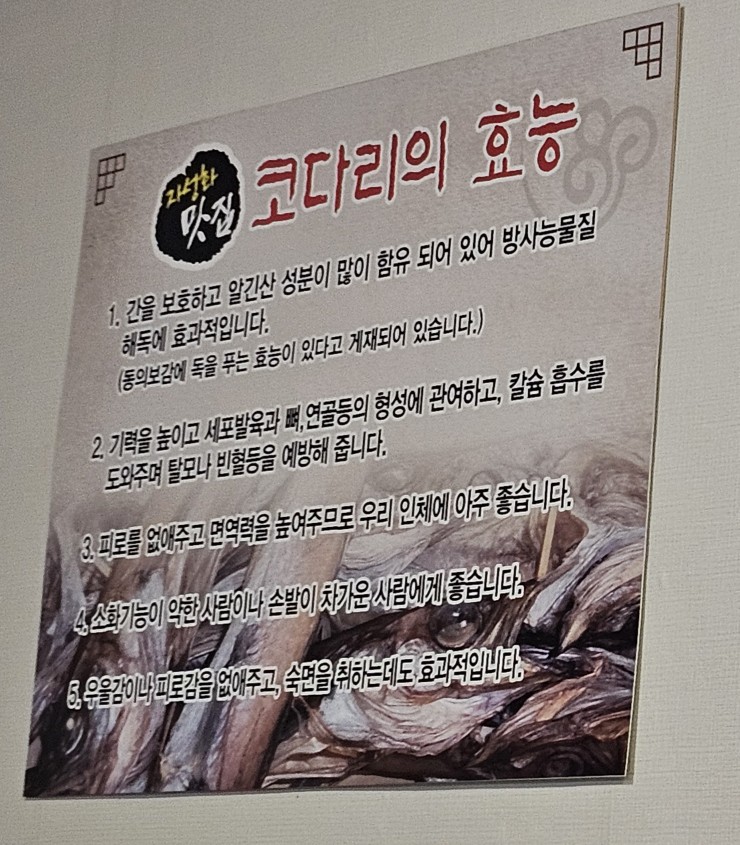 자성화
맛집
코다리의 효능
1. 간을 보호하고 알긴산 성분이 많이 함유 되어 있어 방사능물질
해독에 효과적입니다.
(동의보감에 독을 푸는 효능이 있다고 게재되어 있습니다.)
2. 기력을 높이고 세포발육과 뼈,연골등의 형성에 관여하고, 칼슘 흡수를
도와주며 탈모나 빈혈등을 예방해 줍니다.
3. 피로를 없애주고 면역력을 높여주므로 우리 인체에 아주 좋습니다.
4. 소화기능이 약한 사람이나 손발이 차가운 사람에게 좋습니다.
5. 우울감이나 피로감을 없애주고, 숙면을 취하는데도 효과적입니다.